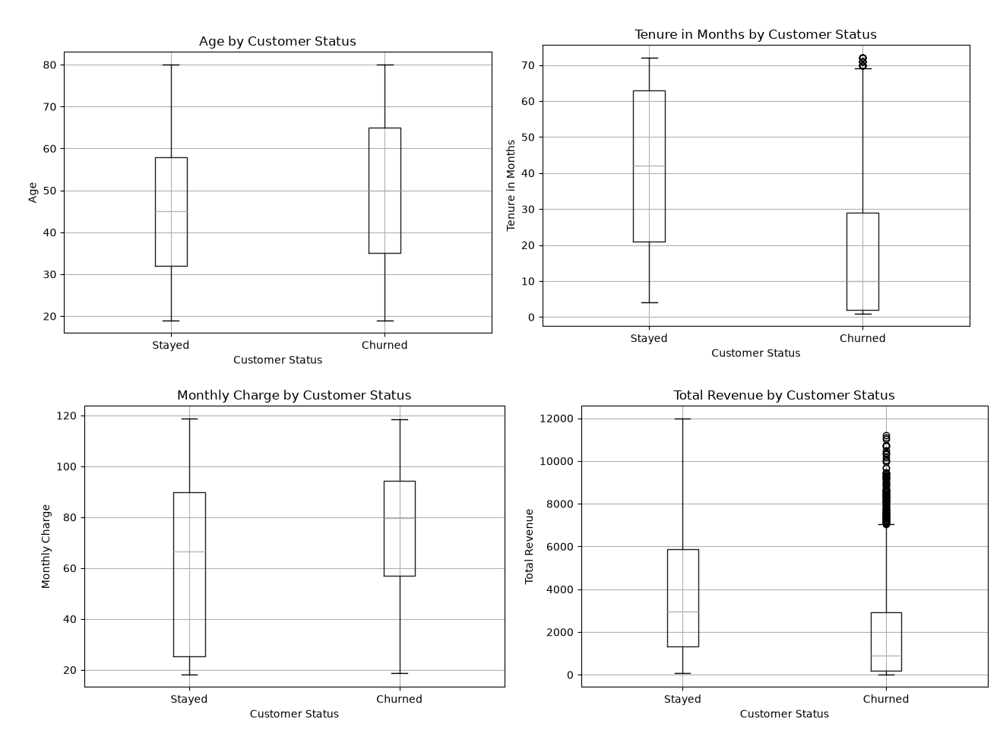 Age by Customer Status
80
70
60
50
40
30
20
Age
Stayed
Churned
Customer Status
Tenure in Months by Customer Status
70
60
50
40
30
20
10
0
Tenure in Months
Stayed
Churned
Customer Status
Monthly Charge by Customer Status
120
100
80
60
40
20
Monthly Charge
Stayed
Churned
Customer Status
Total Revenue by Customer Status
12000
10000
8000
6000
4000
2000
0
Total Revenue
Stayed
Churned
Customer Status